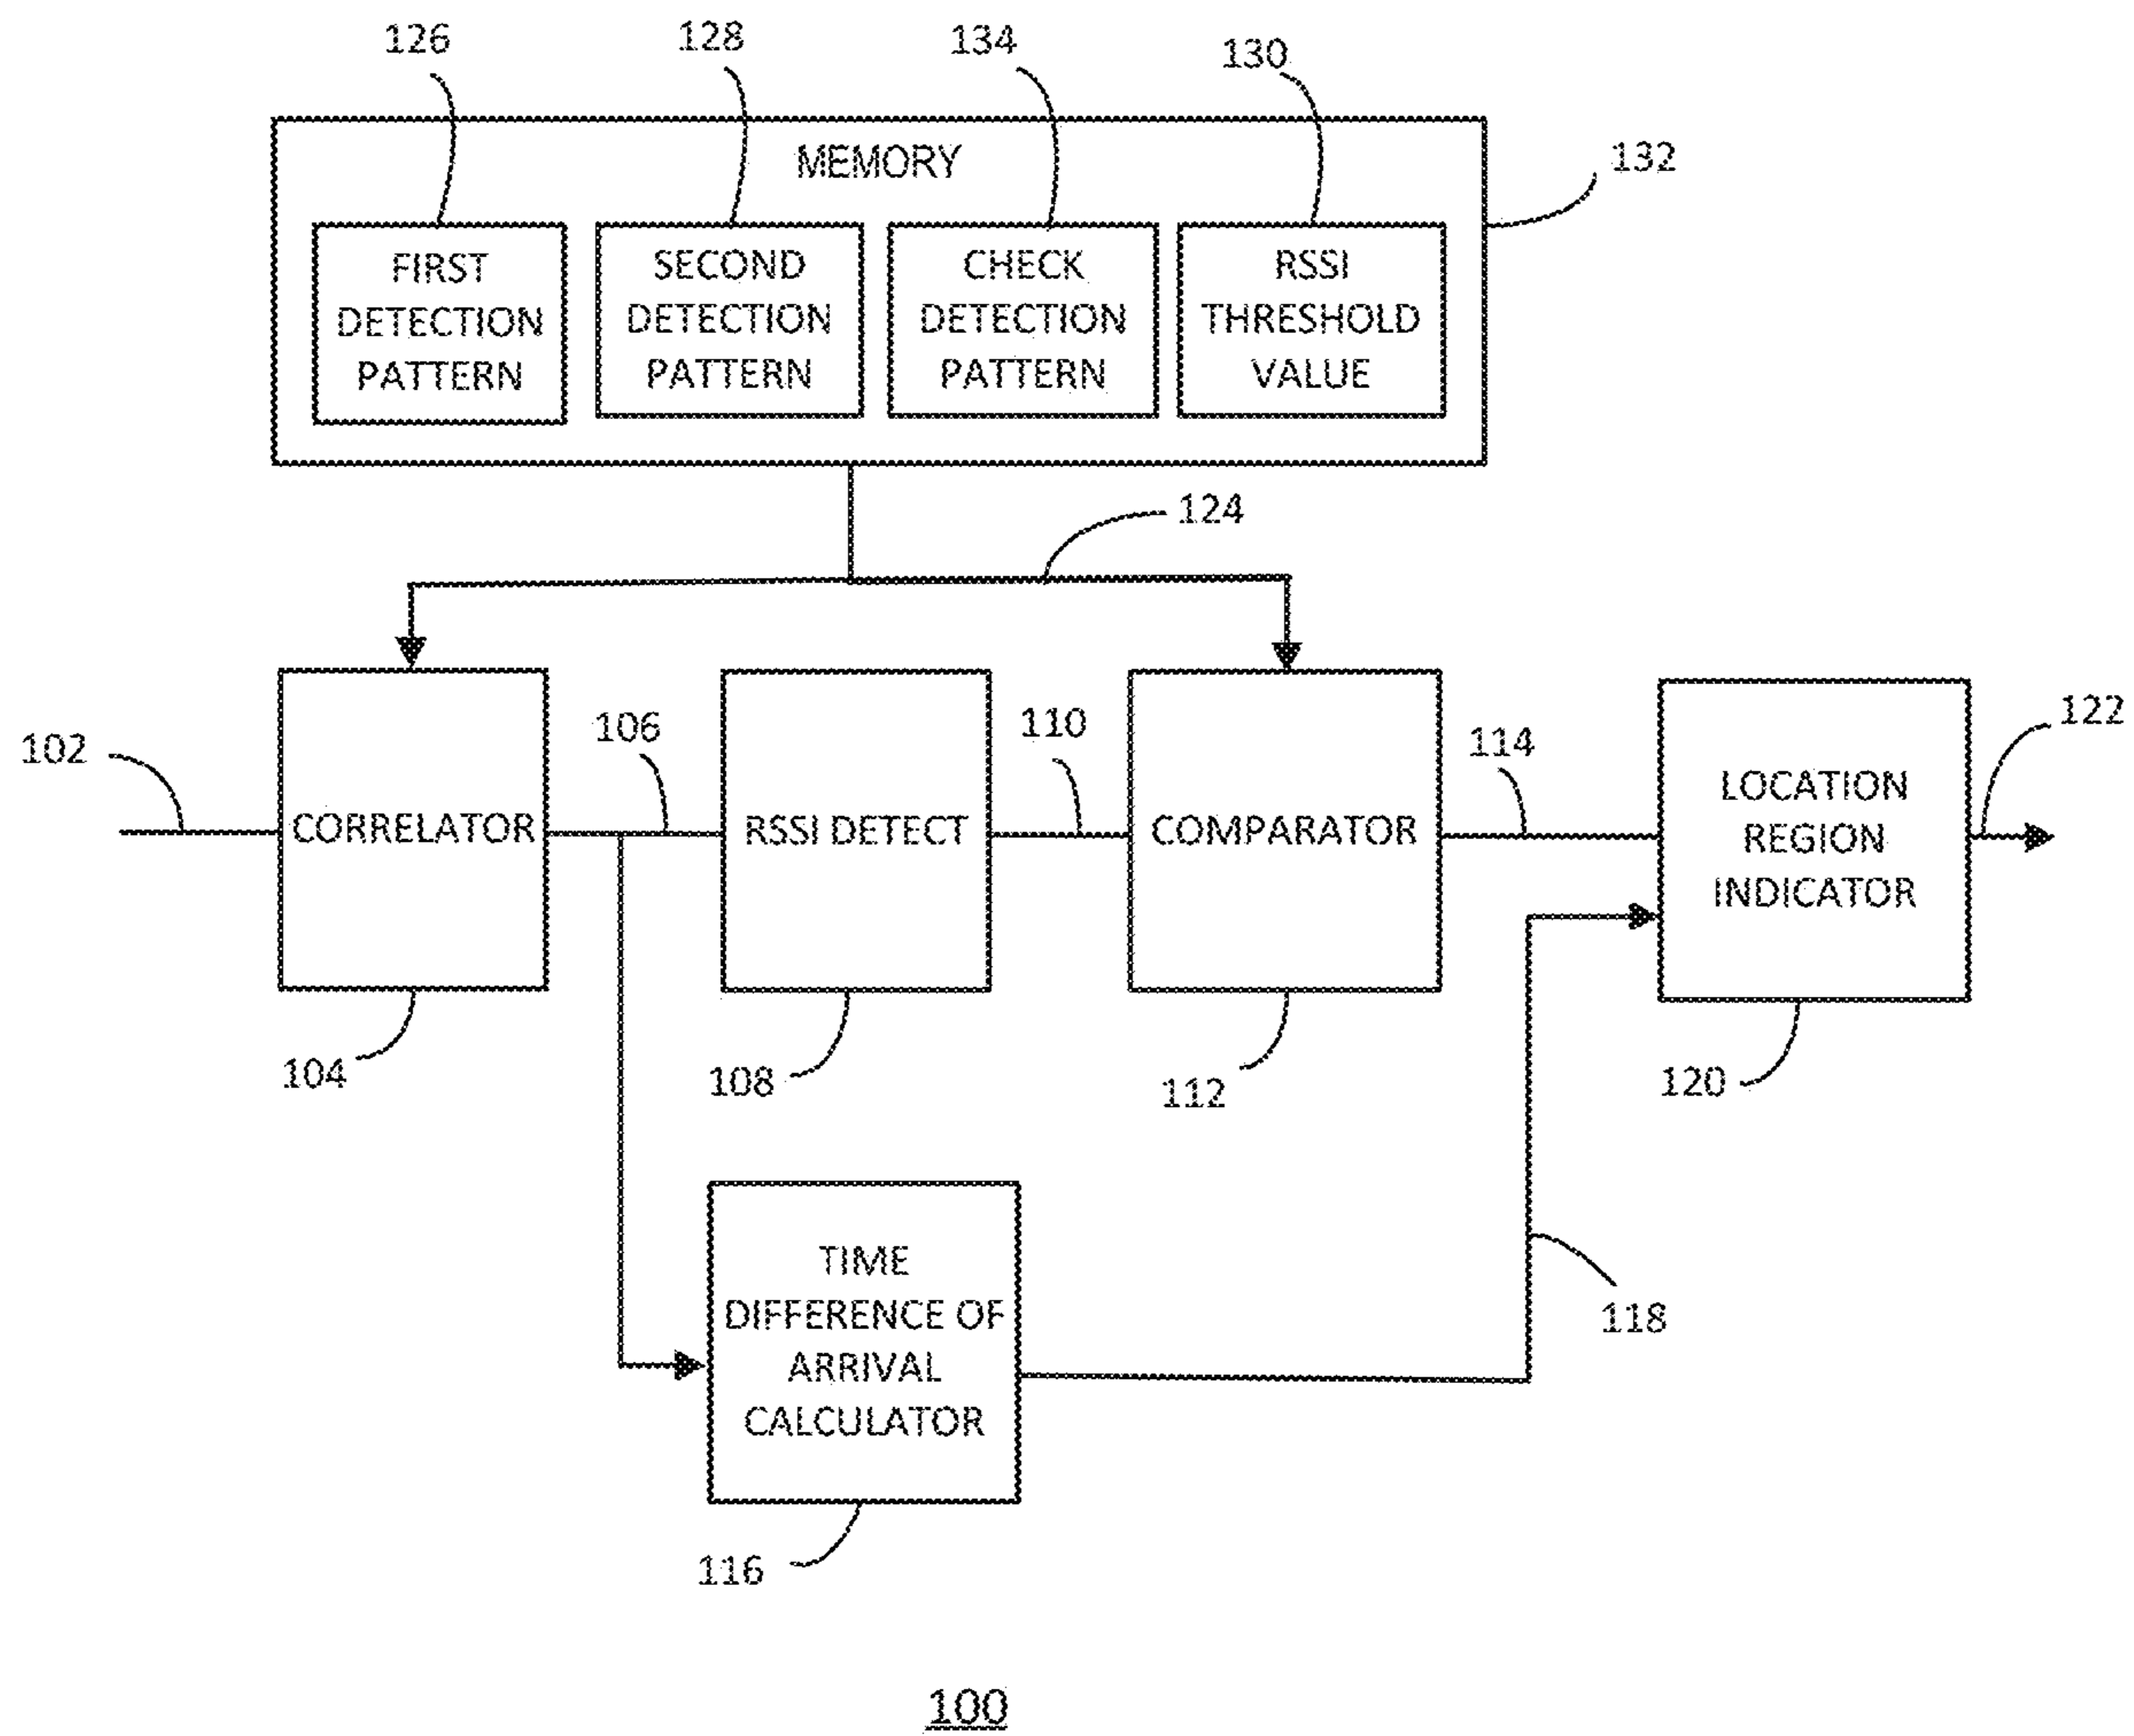 126
128
134
130
MEMORY
132
FIRST
DETECTION
PATTERN
SECOND
DETECTION
PATTERN
CHECK
DETECTION
PATTERN
RSSI
THRESHOLD
VALUE
124
102
CORRELATOR
106
RSSI DETECT
110
COMPARATOR
114
LOCATION
REGION
INDICATOR
122
104
108
112
120
TIME
DIFFERENCE OF
ARRIVAL
CALCULATOR
118
116
100